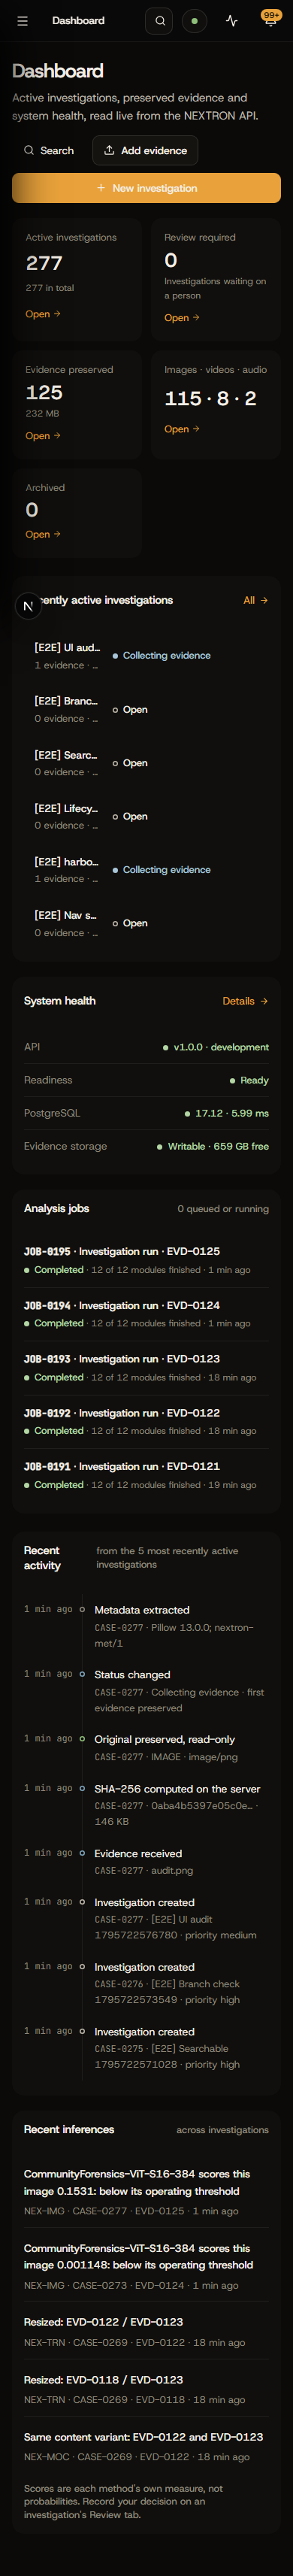 Dashboard
99+
Dashboard
Active investigations, preserved evidence and
system health, read live from the NEXTRON API.
Search
Add evidence
+ New investigation
Active investigations
277
277 in total
Open →
Review required
0
Investigations waiting on
a person
Open →
Evidence preserved
125
232 MB
Open →
Images · videos · audio
115 · 8 · 2
Open →
Archived
0
Open →
N
ently active investigations
All →
[E2E] UI aud...
1 evidence · ...
Collecting evidence
[E2E] Branc...
0 evidence · ...
Open
[E2E] Searc...
0 evidence · ...
Open
[E2E] Lifecy...
0 evidence · ...
Open
[E2E] harbo...
1 evidence · ...
Collecting evidence
[E2E] Nav s...
0 evidence · ...
Open
System health
Details →
API
v1.0.0 · development
Readiness
Ready
PostgreSQL
17.12 · 5.99 ms
Evidence storage
Writable · 659 GB free
Analysis jobs
0 queued or running
JOB-0195 · Investigation run · EVD-0125
Completed · 12 of 12 modules finished · 1 min ago
JOB-0194 · Investigation run · EVD-0124
Completed · 12 of 12 modules finished · 1 min ago
JOB-0193 · Investigation run · EVD-0123
Completed · 12 of 12 modules finished · 18 min ago
JOB-0192 · Investigation run · EVD-0122
Completed · 12 of 12 modules finished · 18 min ago
JOB-0191 · Investigation run · EVD-0121
Completed · 12 of 12 modules finished · 19 min ago
Recent
activity
from the 5 most recently active
investigations
1 min ago
Metadata extracted
CASE-0277 · Pillow 13.0.0; nextron-
met/1
1 min ago
Status changed
CASE-0277 · Collecting evidence · first
evidence preserved
1 min ago
Original preserved, read-only
CASE-0277 · IMAGE · image/png
1 min ago
SHA-256 computed on the server
CASE-0277 · 0aba4b5397e05c0e... ·
146 KB
1 min ago
Evidence received
CASE-0277 · audit.png
1 min ago
Investigation created
CASE-0277 · [E2E] UI audit
1795722576780 · priority medium
1 min ago
Investigation created
CASE-0276 · [E2E] Branch check
1795722573549 · priority high
1 min ago
Investigation created
CASE-0275 · [E2E] Searchable
1795722571028 · priority high
Recent inferences
across investigations
CommunityForensics-ViT-S16-384 scores this
image 0.1531: below its operating threshold
NEX-IMG · CASE-0277 · EVD-0125 · 1 min ago
CommunityForensics-ViT-S16-384 scores this
image 0.001148: below its operating threshold
NEX-IMG · CASE-0273 · EVD-0124 · 1 min ago
Resized: EVD-0122 / EVD-0123
NEX-TRN · CASE-0269 · EVD-0122 · 18 min ago
Resized: EVD-0118 / EVD-0123
NEX-TRN · CASE-0269 · EVD-0118 · 18 min ago
Same content variant: EVD-0122 and EVD-0123
NEX-MOC · CASE-0269 · EVD-0122 · 18 min ago
Scores are each method's own measure, not
probabilities. Record your decision on an
investigation's Review tab.